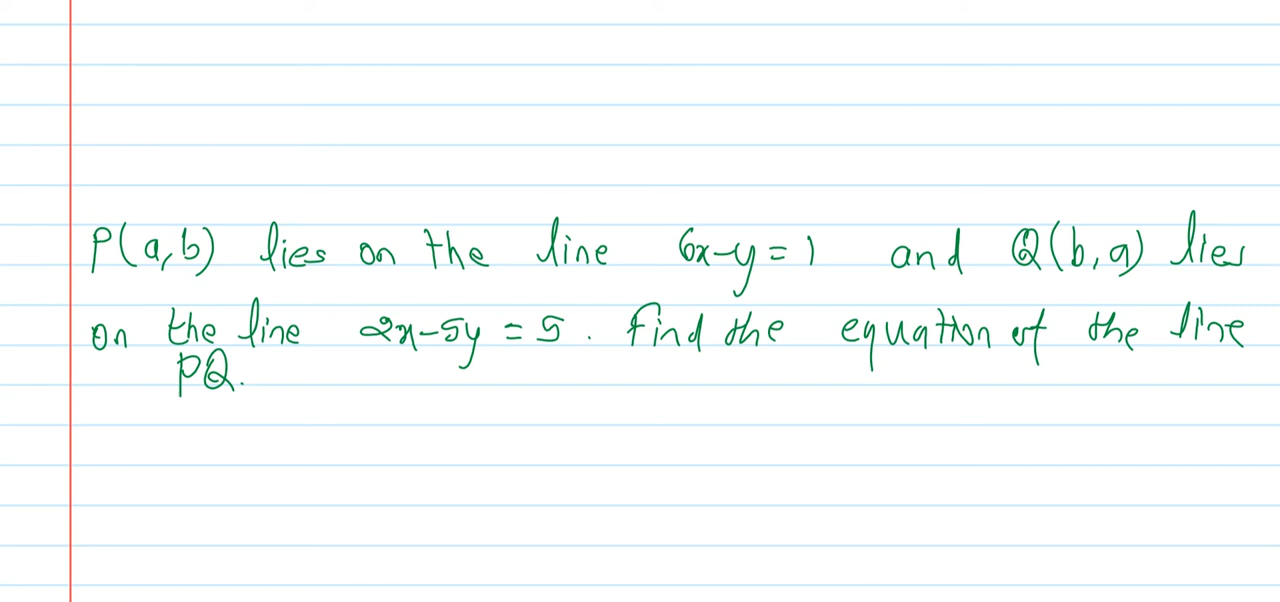 P(a,b) lies on the line 6x-y=1 and Q(b,a) lies
on the line 2x-5y=5. Find the equation of the line
PQ.